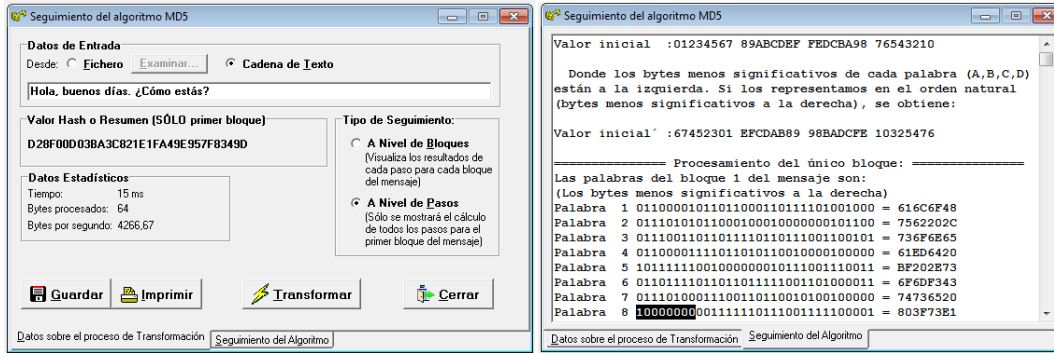 Seguimiento del algoritmo MD5
Datos de Entrada
Desde: Fichero Examinar... Cadena de Texto
Hola, buenos días. ¿Cómo estás?
Valor Hash o Resumen (SÓLO primer bloque)
D28F00D03BA3C821E1FA49E957F8349D
Datos Estadísticos
Tiempo: 15 ms
Bytes procesados: 64
Bytes por segundo: 4266,67
Tipo de Seguimiento:
A Nivel de Bloques
(Visualiza los resultados de
cada paso para cada bloque
del mensaje)
A Nivel de Pasos
(Sólo se mostrará el cálculo
de todos los pasos para el
primer bloque del mensaje)
Guardar Imprimir Transformar Cerrar
Datos sobre el proceso de Transformación Seguimiento del Algoritmo
Seguimiento del algoritmo MD5
Valor inicial :01234567 89ABCDEF FEDCBA98 76543210
Donde los bytes menos significativos de cada palabra (A,B,C,D)
están a la izquierda. Si los representamos en el orden natural
(bytes menos significativos a la derecha), se obtiene:
Valor inicial´ :67452301 EFCDAB89 98BADCFE 10325476
=============== Procesamiento del único bloque: ===============
Las palabras del bloque 1 del mensaje son:
(Los bytes menos significativos a la derecha)
Palabra 1 01100001011011000110111101001000 = 616C6F48
Palabra 2 01110101011000100010000000101100 = 7562202C
Palabra 3 01110011011011110110111001100101 = 736F6E65
Palabra 4 01100001111011010110010000100000 = 61ED6420
Palabra 5 10111111001000000010111001110011 = BF202E73
Palabra 6 01101111011011011111001101000011 = 6F6DF343
Palabra 7 01110100011100110110010100100000 = 74736520
Palabra 8 10000000001111110111001111100001 = 803F73E1
Datos sobre el proceso de Transformación Seguimiento del Algoritmo